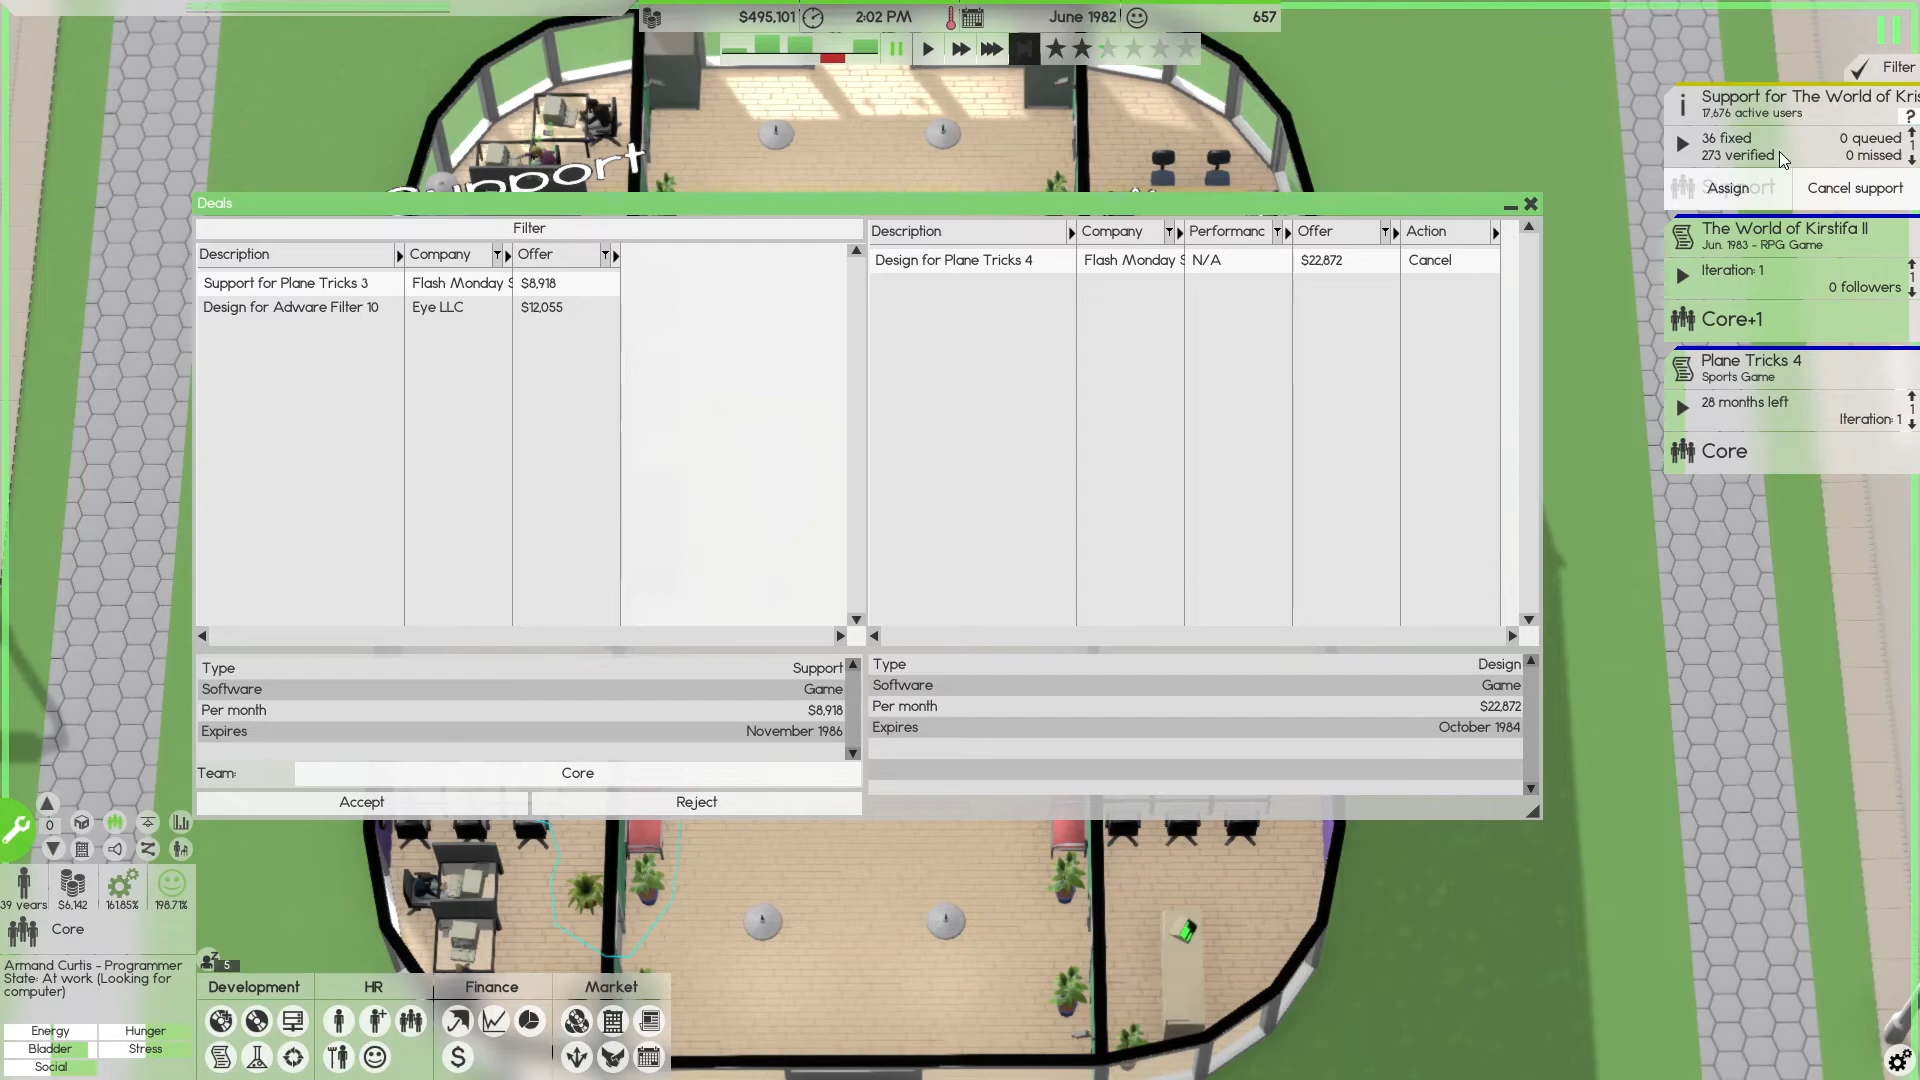 $495,101
2:02 PM
June 1982
657
Filter
Support for The World of Kris
17,676 active users
?
36 fixed
0 queued
273 verified
0 missed
1
Support
Assign
Cancel support
The World of Kirstifa II
Jun. 1983 - RPG Game
Iteration: 1
0 followers
1
Core+1
Plane Tricks 4
Sports Game
28 months left
Iteration: 1
1
Core
Support
Deals
Filter
Description
Company
Offer
Support for Plane Tricks 3
Flash Monday S
$8,918
Design for Adware Filter 10
Eye LLC
$12,055
Description
Company
Performanc
Offer
Action
Design for Plane Tricks 4
Flash Monday S
N/A
$22,872
Cancel
Type
Support
Software
Game
Per month
$8,918
Expires
November 1986
Team:
Core
Accept
Reject
Type
Design
Software
Game
Per month
$22,872
Expires
October 1984
0
39 years
$6,142
161.85%
198.71%
Core
Armand Curtis - Programmer
State: At work (Looking for
computer)
Energy
Hunger
Bladder
Stress
Social
5
Development
HR
Finance
Market